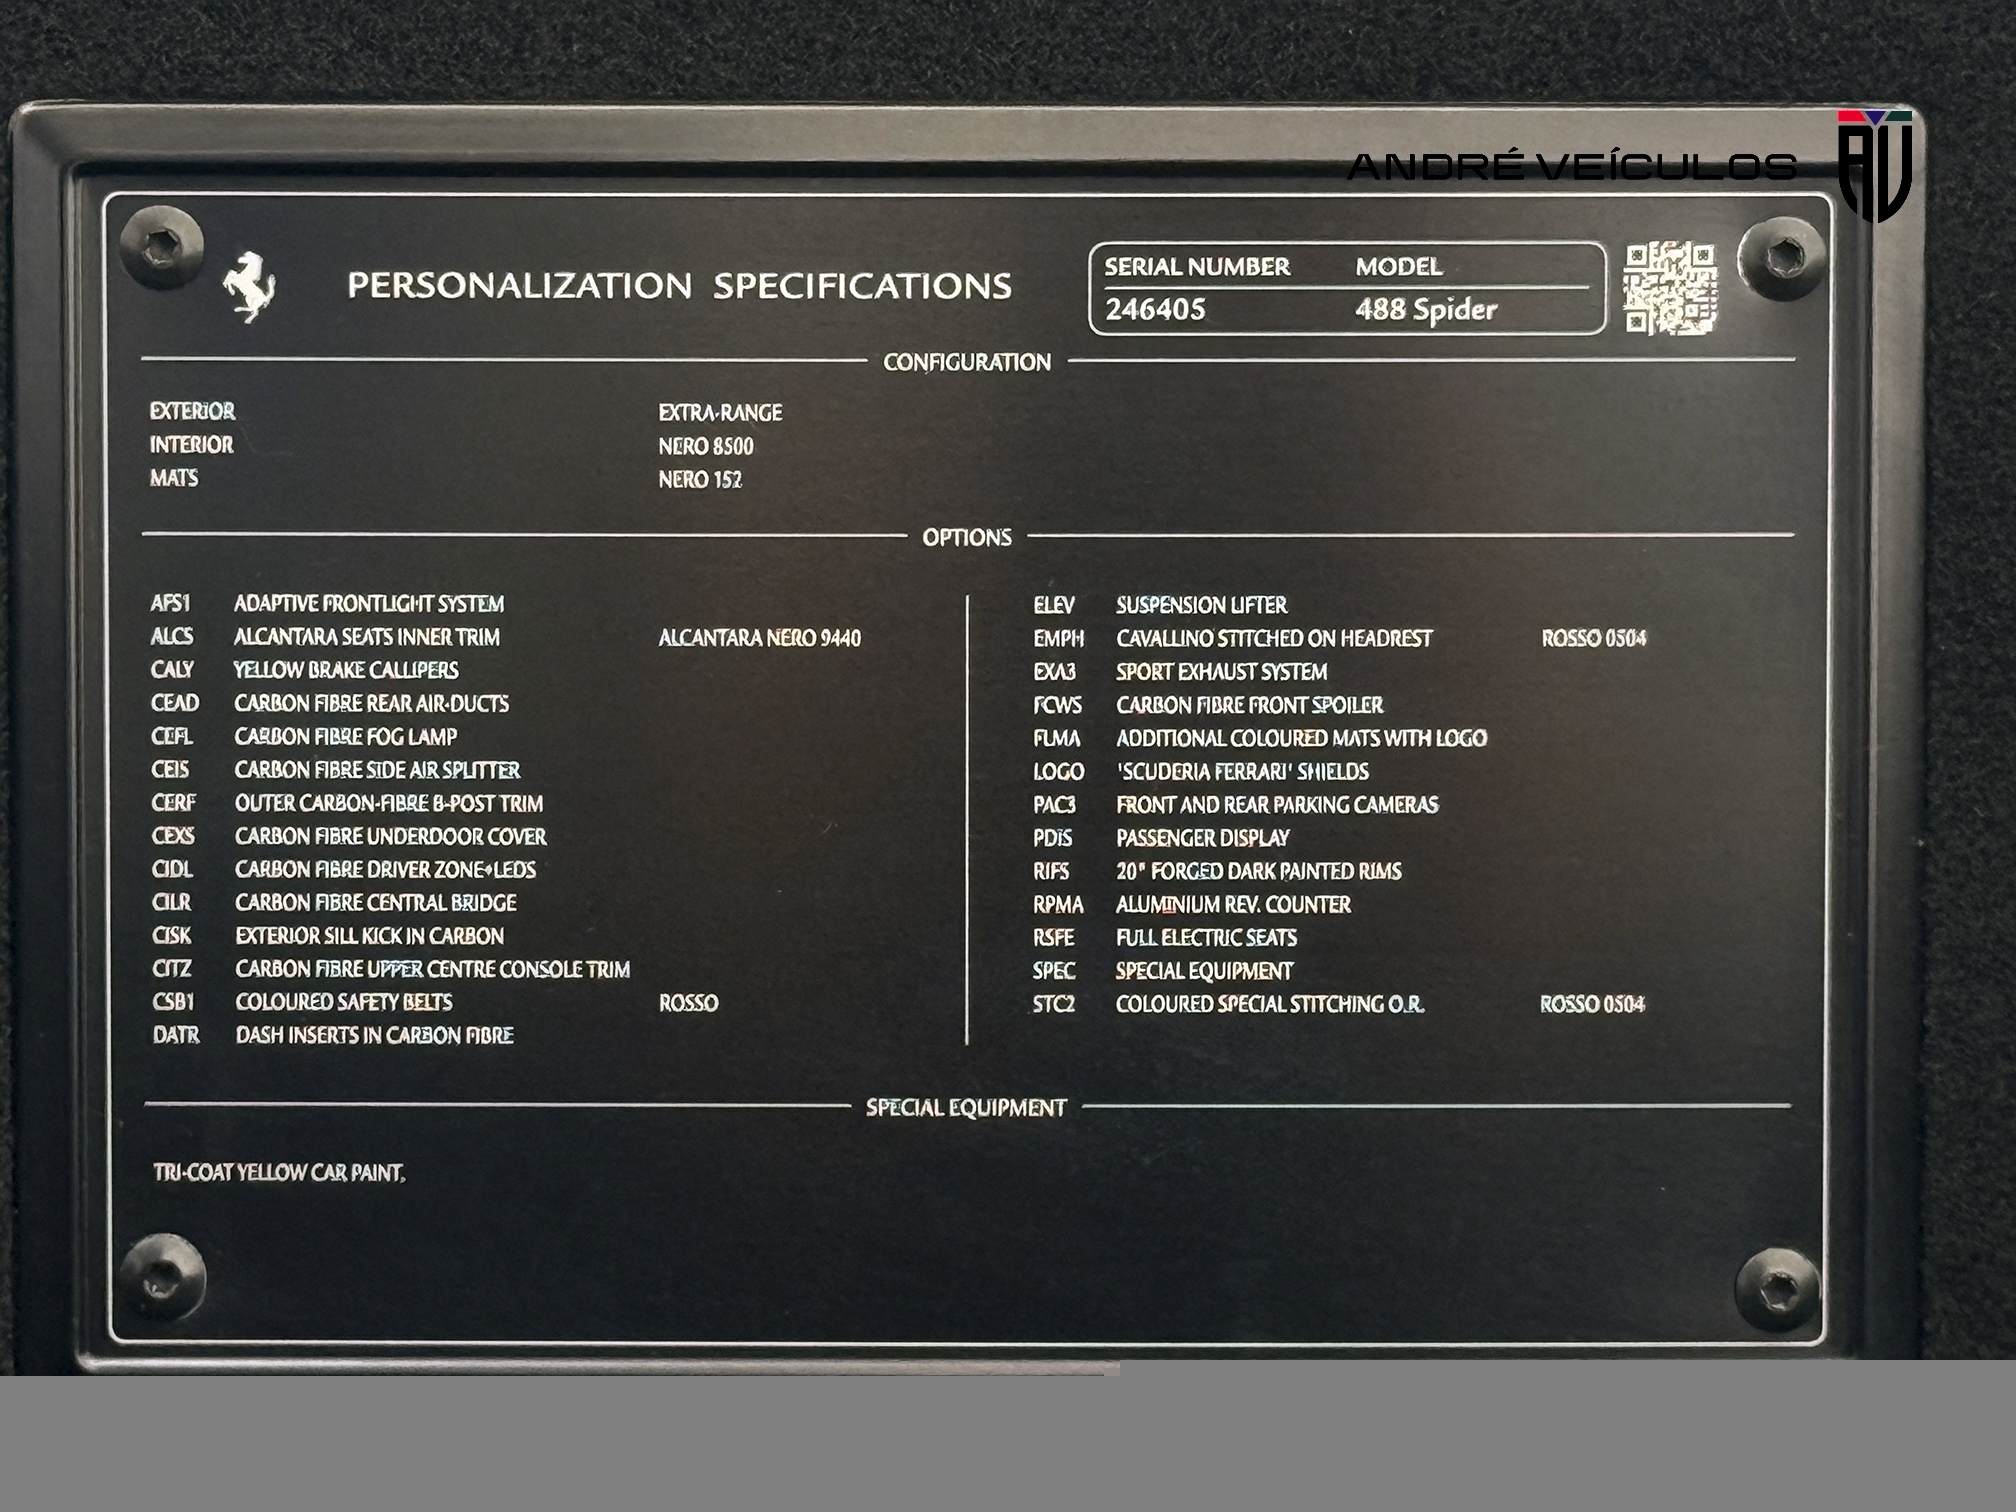 ANDRÉ VEÍCULOS
AV
PERSONALIZATION SPECIFICATIONS
SERIAL NUMBER MODEL
246405 488 Spider
CONFIGURATION
EXTERIOR EXTRA-RANGE
INTERIOR NERO 8500
MATS NERO 152
OPTIONS
AFS1 ADAPTIVE FRONTLIGHT SYSTEM
ALCS ALCANTARA SEATS INNER TRIM ALCANTARA NERO 9440
CALY YELLOW BRAKE CALLIPERS
CEAD CARBON FIBRE REAR AIR-DUCTS
CEFL CARBON FIBRE FOG LAMP
CEIS CARBON FIBRE SIDE AIR SPLITTER
CERF OUTER CARBON-FIBRE B-POST TRIM
CEXS CARBON FIBRE UNDERDOOR COVER
CIDL CARBON FIBRE DRIVER ZONE+LEDS
CILR CARBON FIBRE CENTRAL BRIDGE
CISK EXTERIOR SILL KICK IN CARBON
CITZ CARBON FIBRE UPPER CENTRE CONSOLE TRIM
CSB1 COLOURED SAFETY BELTS ROSSO
DATR DASH INSERTS IN CARBON FIBRE
ELEV SUSPENSION LIFTER
EMPH CAVALLINO STITCHED ON HEADREST ROSSO 0504
EXA3 SPORT EXHAUST SYSTEM
FCWS CARBON FIBRE FRONT SPOILER
FLMA ADDITIONAL COLOURED MATS WITH LOGO
LOGO 'SCUDERIA FERRARI' SHIELDS
PAC3 FRONT AND REAR PARKING CAMERAS
PDIS PASSENGER DISPLAY
RIFS 20" FORGED DARK PAINTED RIMS
RPMA ALUMINIUM REV. COUNTER
RSFE FULL ELECTRIC SEATS
SPEC SPECIAL EQUIPMENT
STC2 COLOURED SPECIAL STITCHING O.R. ROSSO 0504
SPECIAL EQUIPMENT
TRI-COAT YELLOW CAR PAINT,